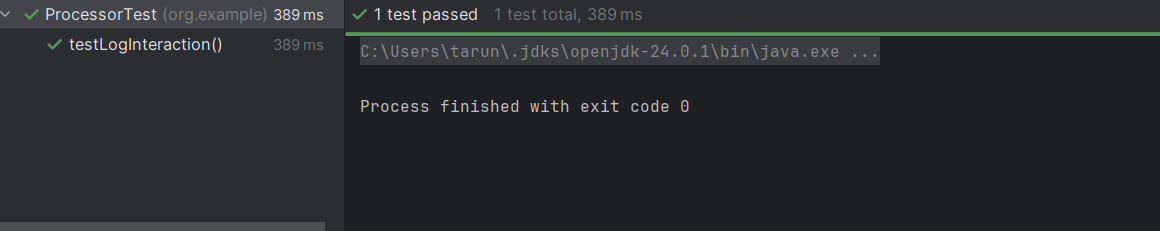 ProcessorTest (org.example) 389 ms
testLogInteraction() 389 ms
1 test passed 1 test total, 389 ms
C:\Users\tarun\.jdks\openjdk-24.0.1\bin\java.exe ...
Process finished with exit code 0